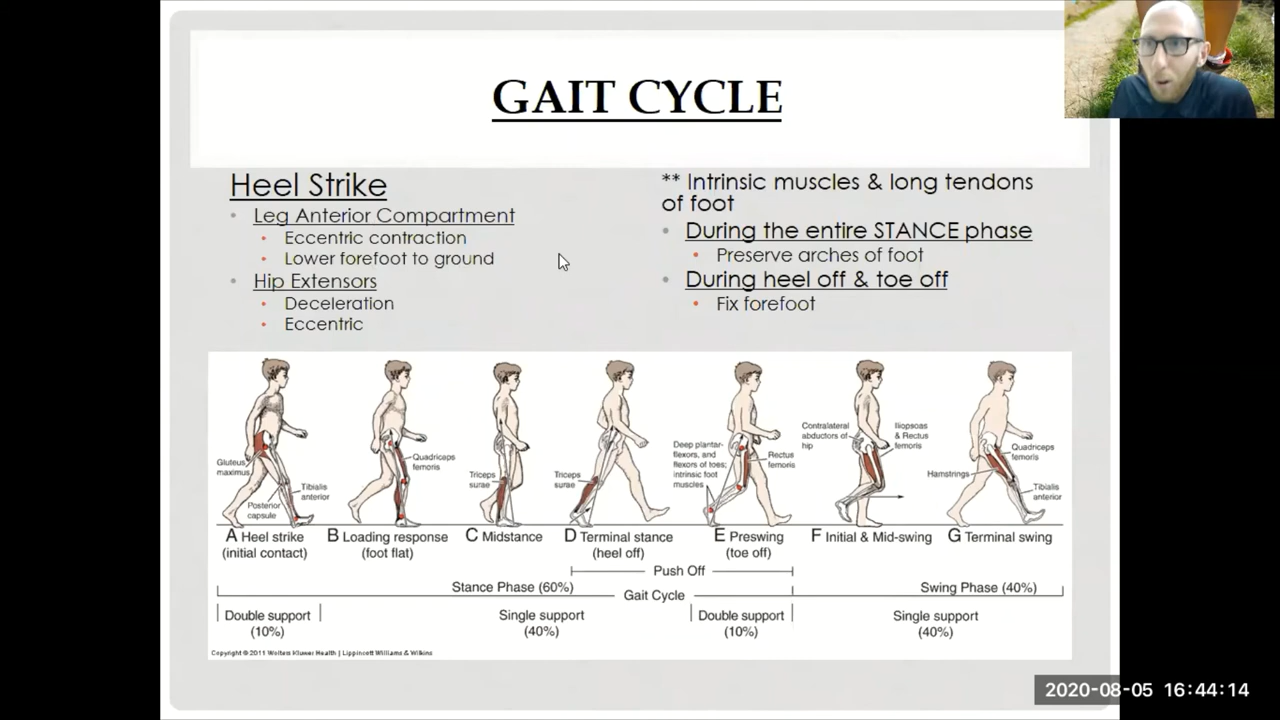 GAIT CYCLE
Heel Strike
• Leg Anterior Compartment
• Eccentric contraction
• Lower forefoot to ground
• Hip Extensors
• Deceleration
• Eccentric
** Intrinsic muscles & long tendons
of foot
• During the entire STANCE phase
• Preserve arches of foot
• During heel off & toe off
• Fix forefoot
Gluteus
maximus
Posterior
capsule
Tibialis
anterior
Quadriceps
femoris
Triceps
surae
Triceps
surae
Deep plantar-
flexors, and
flexors of toes;
intrinsic foot
muscles
Rectus
femoris
Contralateral
abductors of
hip
Iliopsoas
& Rectus
femoris
Hamstrings
Quadriceps
femoris
Tibialis
anterior
A Heel strike
(initial contact)
B Loading response
(foot flat)
C Midstance
D Terminal stance
(heel off)
E Preswing
(toe off)
F Initial & Mid-swing
G Terminal swing
Push Off
Stance Phase (60%)
Swing Phase (40%)
Gait Cycle
Double support
(10%)
Single support
(40%)
Double support
(10%)
Single support
(40%)
Copyright © 2011 Wolters Kluwer Health | Lippincott Williams & Wilkins
2020-08-05 16:44:14